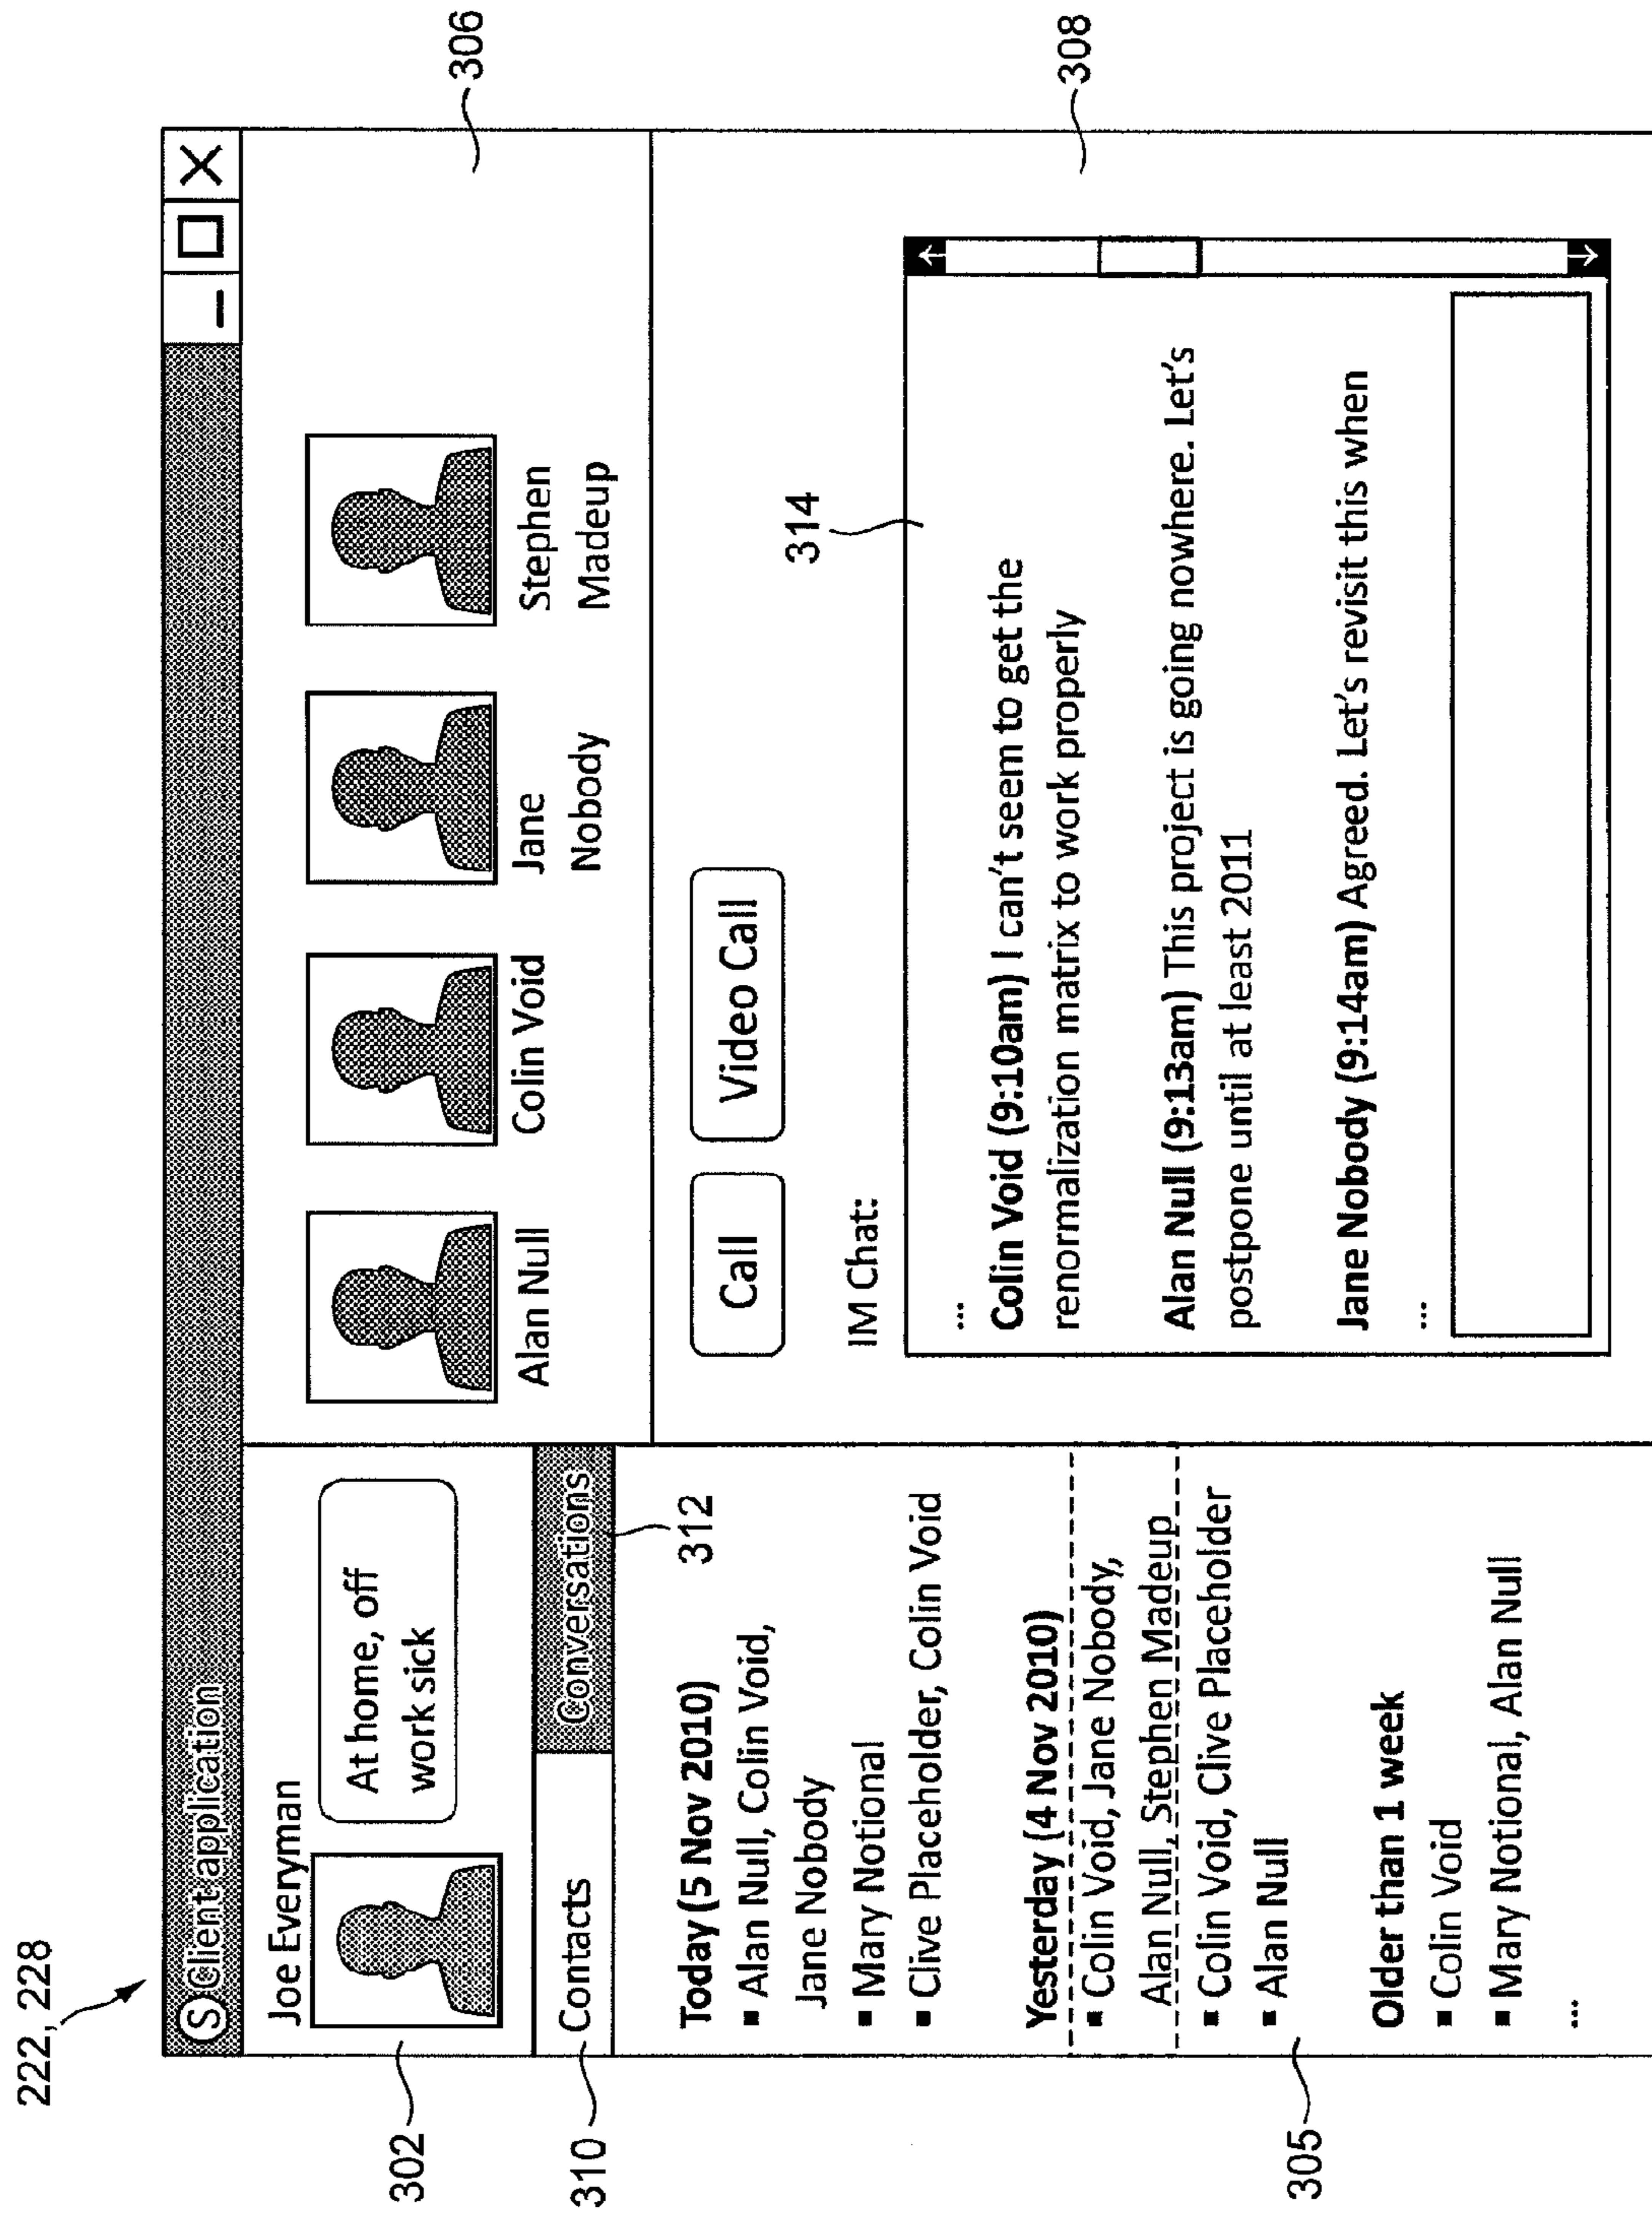 222, 228
S Client application
Joe Everyman
At home, off
work sick
302
Contacts
Conversations
310
312
Today (5 Nov 2010)
▪ Alan Null, Colin Void,
Jane Nobody
▪ Mary Notional
▪ Clive Placeholder, Colin Void
Yesterday (4 Nov 2010)
▪ Colin Void, Jane Nobody,
Alan Null, Stephen Madeup
▪ Colin Void, Clive Placeholder
▪ Alan Null
305
Older than 1 week
▪ Colin Void
▪ Mary Notional, Alan Null
...
Alan Null
Colin Void
Jane
Nobody
Stephen
Madeup
306
Call
Video Call
308
IM Chat:
314
...
Colin Void (9:10am) I can't seem to get the
renormalization matrix to work properly
Alan Null (9:13am) This project is going nowhere. Let's
postpone until at least 2011
Jane Nobody (9:14am) Agreed. Let's revisit this when
...